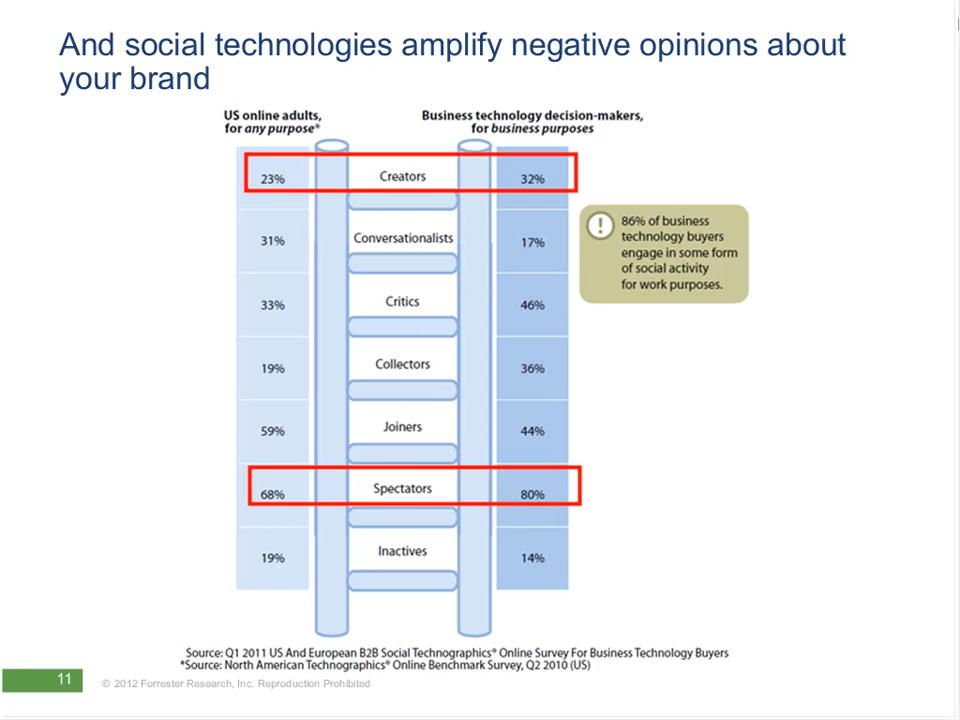 And social technologies amplify negative opinions about
your brand
US online adults,
for any purpose*
Business technology decision-makers,
for business purposes
23% Creators 32%
31% Conversationalists 17%
33% Critics 46%
19% Collectors 36%
59% Joiners 44%
68% Spectators 80%
19% Inactives 14%
!
86% of business
technology buyers
engage in some form
of social activity
for work purposes.
Source: Q1 2011 US And European B2B Social Technographics® Online Survey For Business Technology Buyers
*Source: North American Technographics® Online Benchmark Survey, Q2 2010 (US)
11
© 2012 Forrester Research, Inc. Reproduction Prohibited